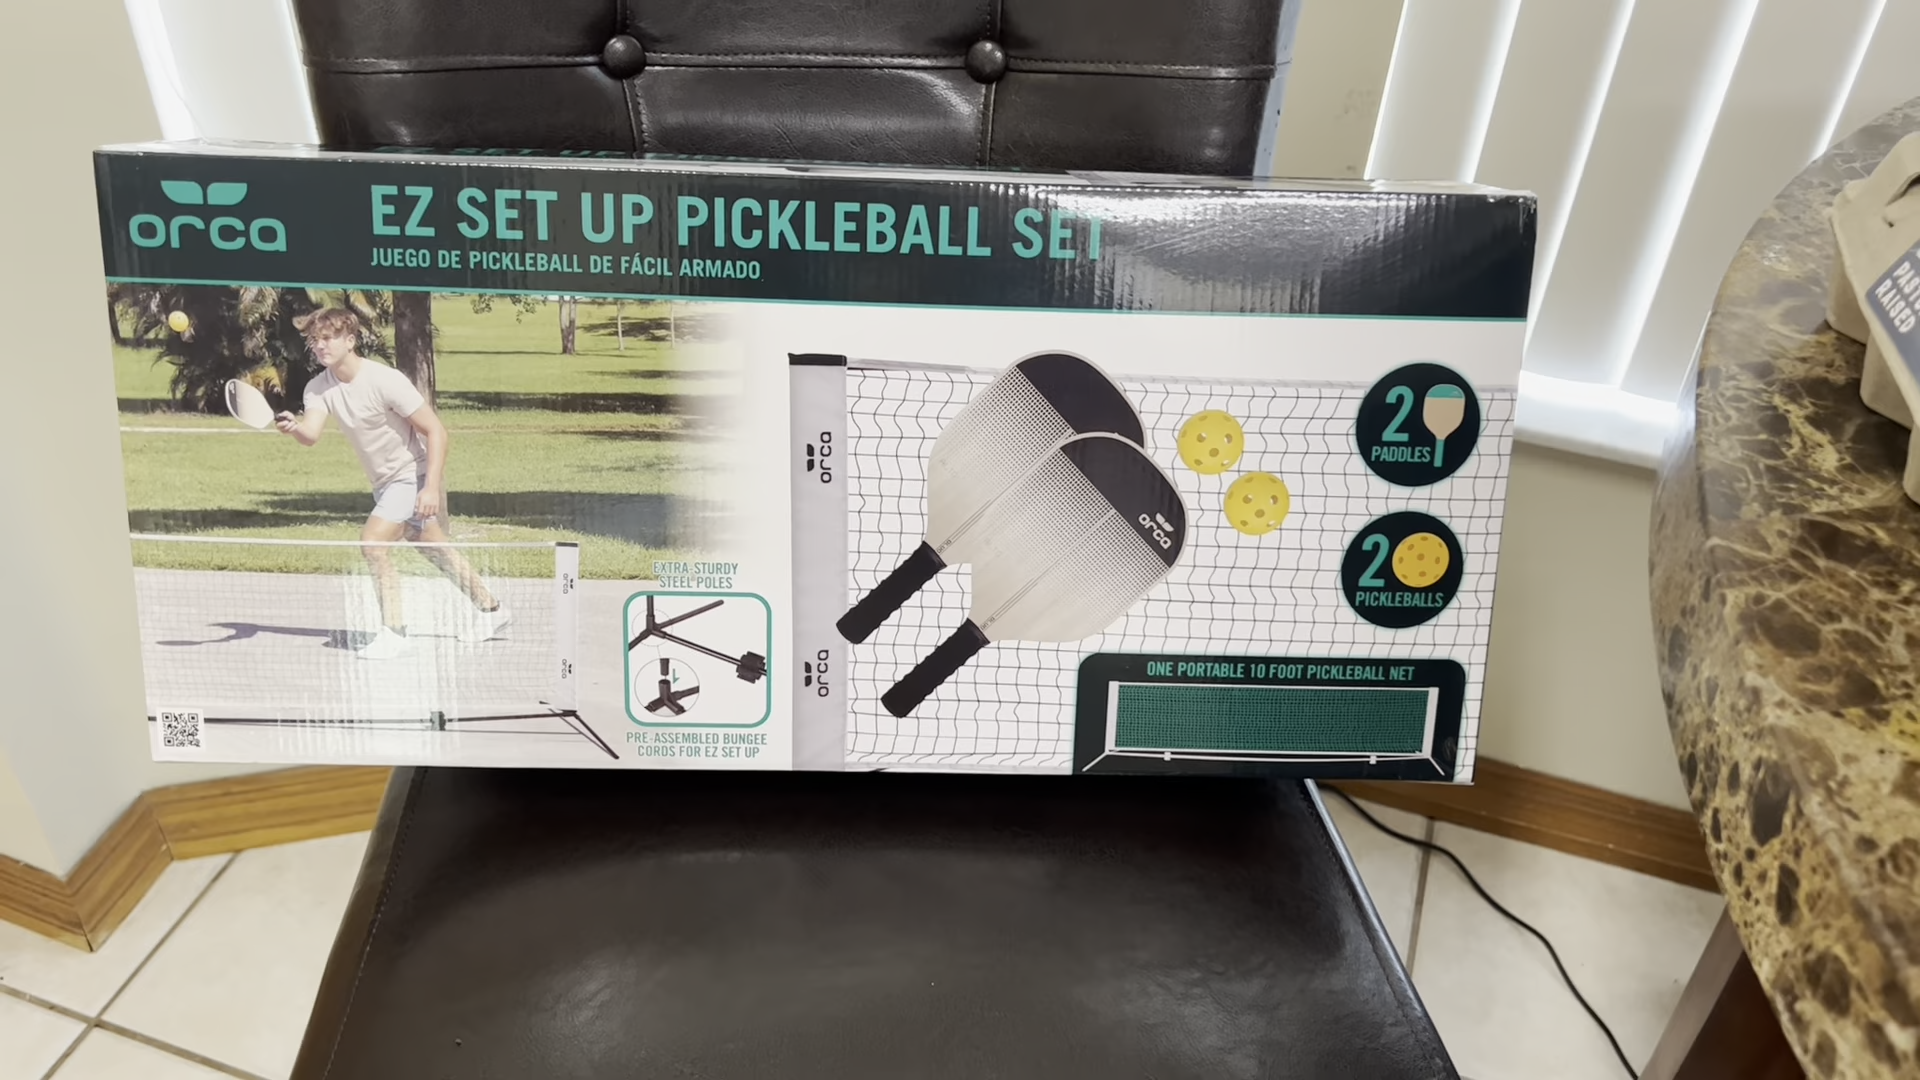 orca
EZ SET UP PICKLEBALL SET
JUEGO DE PICKLEBALL DE FÁCIL ARMADO
EXTRA-STURDY
STEEL POLES
PRE-ASSEMBLED BUNGEE
CORDS FOR EZ SET UP
orca
orca
orca
orca
orca
2
PADDLES
2
PICKLEBALLS
ONE PORTABLE 10 FOOT PICKLEBALL NET
RAISED